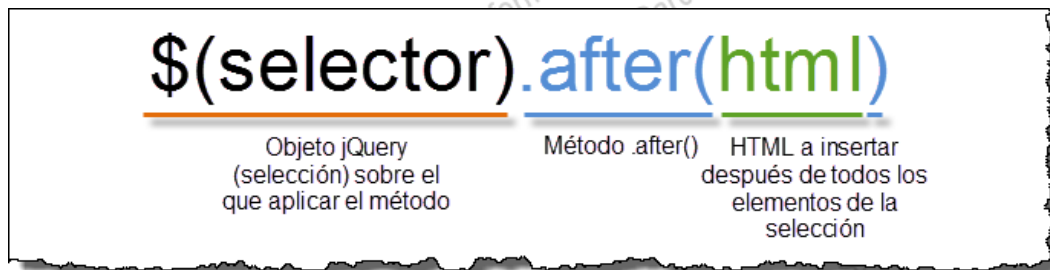 $(selector).after(html)
Objeto jQuery
(selección) sobre el
que aplicar el método
Método .after()
HTML a insertar
después de todos los
elementos de la
selección